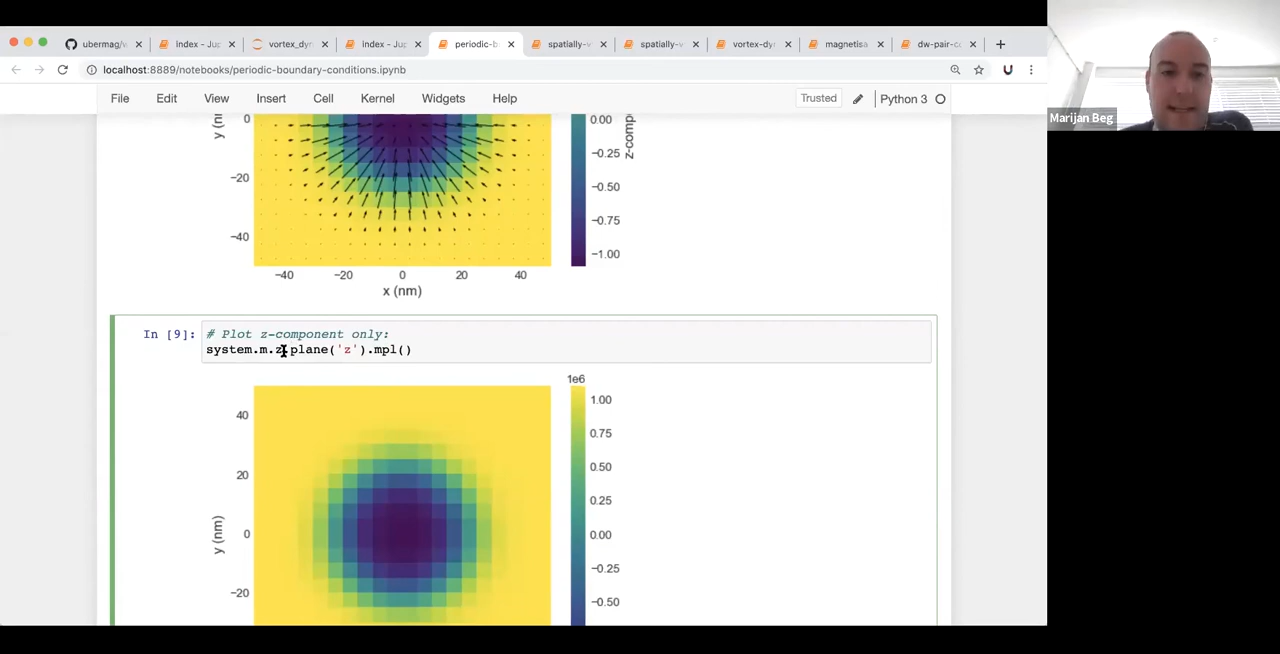 ubermag/
index - Jup
vortex_dyn
index - Jup
periodic-b
spatially-v
spatially-v
vortex-dy
magnetisa
dw-pair-c
localhost:8889/notebooks/periodic-boundary-conditions.ipynb
File Edit View Insert Cell Kernel Widgets Help
Trusted
Python 3
Marijan Beg
0
−20
−40
−40 −20 0 20 40
x (nm)
0.00
−0.25
−0.50
−0.75
−1.00
z-comp
In [9]:
# Plot z-component only:
system.m.z.plane('z').mpl()
1e6
40
20
0
−20
y (nm)
1.00
0.75
0.50
0.25
0.00
−0.25
−0.50